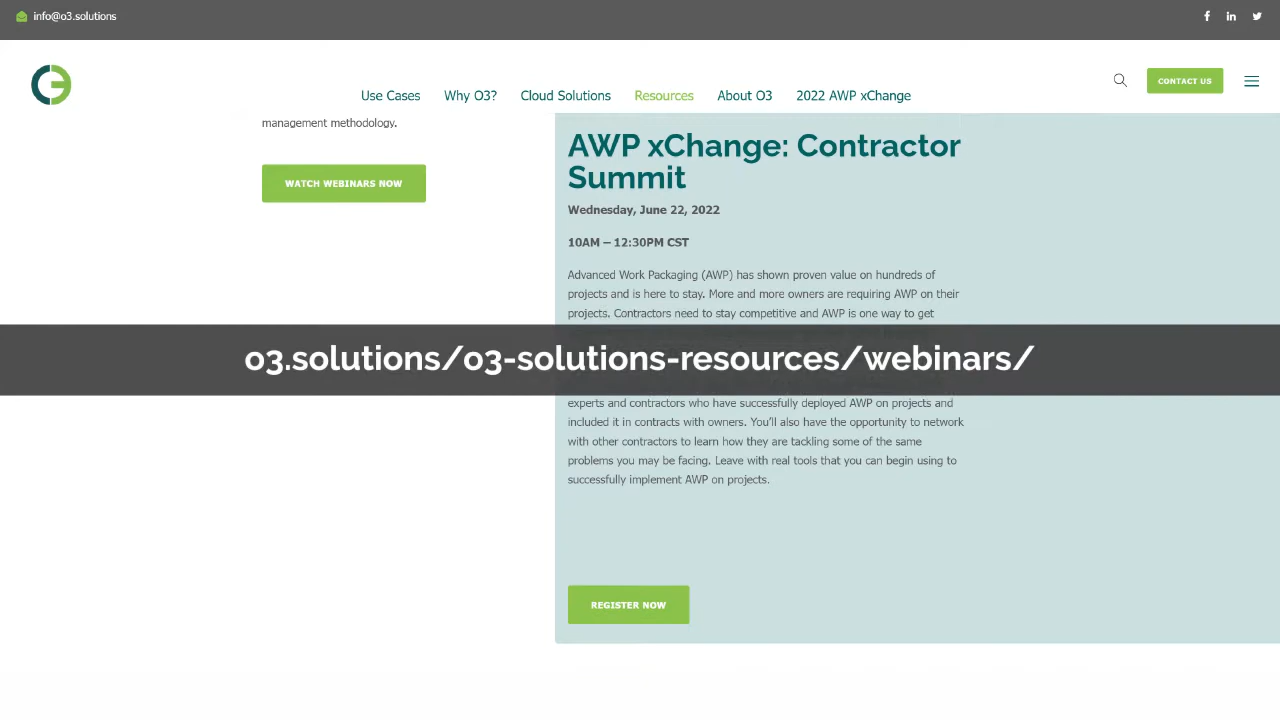 info@o3.solutions
Use Cases Why O3? Cloud Solutions Resources About O3 2022 AWP xChange
CONTACT US
management methodology.
WATCH WEBINARS NOW
AWP xChange: Contractor
Summit
Wednesday, June 22, 2022
10AM – 12:30PM CST
Advanced Work Packaging (AWP) has shown proven value on hundreds of
projects and is here to stay. More and more owners are requiring AWP on their
projects. Contractors need to stay competitive and AWP is one way to get
o3.solutions/o3-solutions-resources/webinars/
experts and contractors who have successfully deployed AWP on projects and
included it in contracts with owners. You'll also have the opportunity to network
with other contractors to learn how they are tackling some of the same
problems you may be facing. Leave with real tools that you can begin using to
successfully implement AWP on projects.
REGISTER NOW